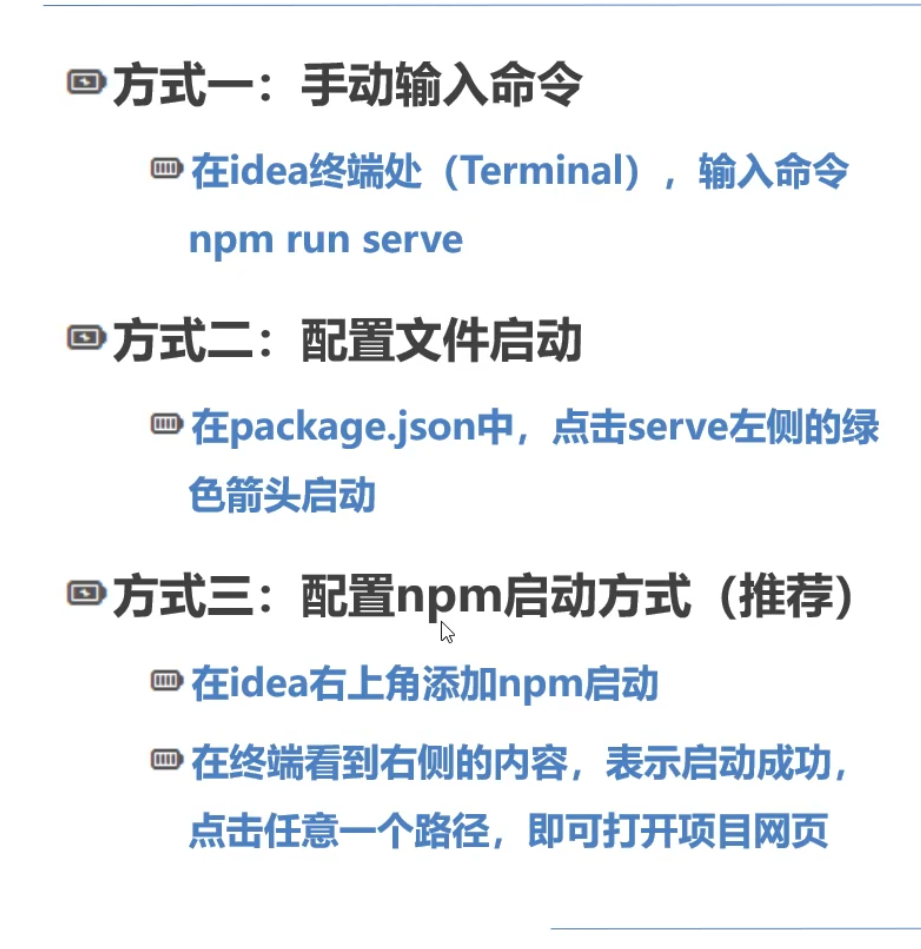 方式一：手动输入命令
在idea终端处（Terminal），输入命令
npm run serve
方式二：配置文件启动
在package.json中，点击serve左侧的绿
色箭头启动
方式三：配置npm启动方式（推荐）
在idea右上角添加npm启动
在终端看到右侧的内容，表示启动成功，
点击任意一个路径，即可打开项目网页